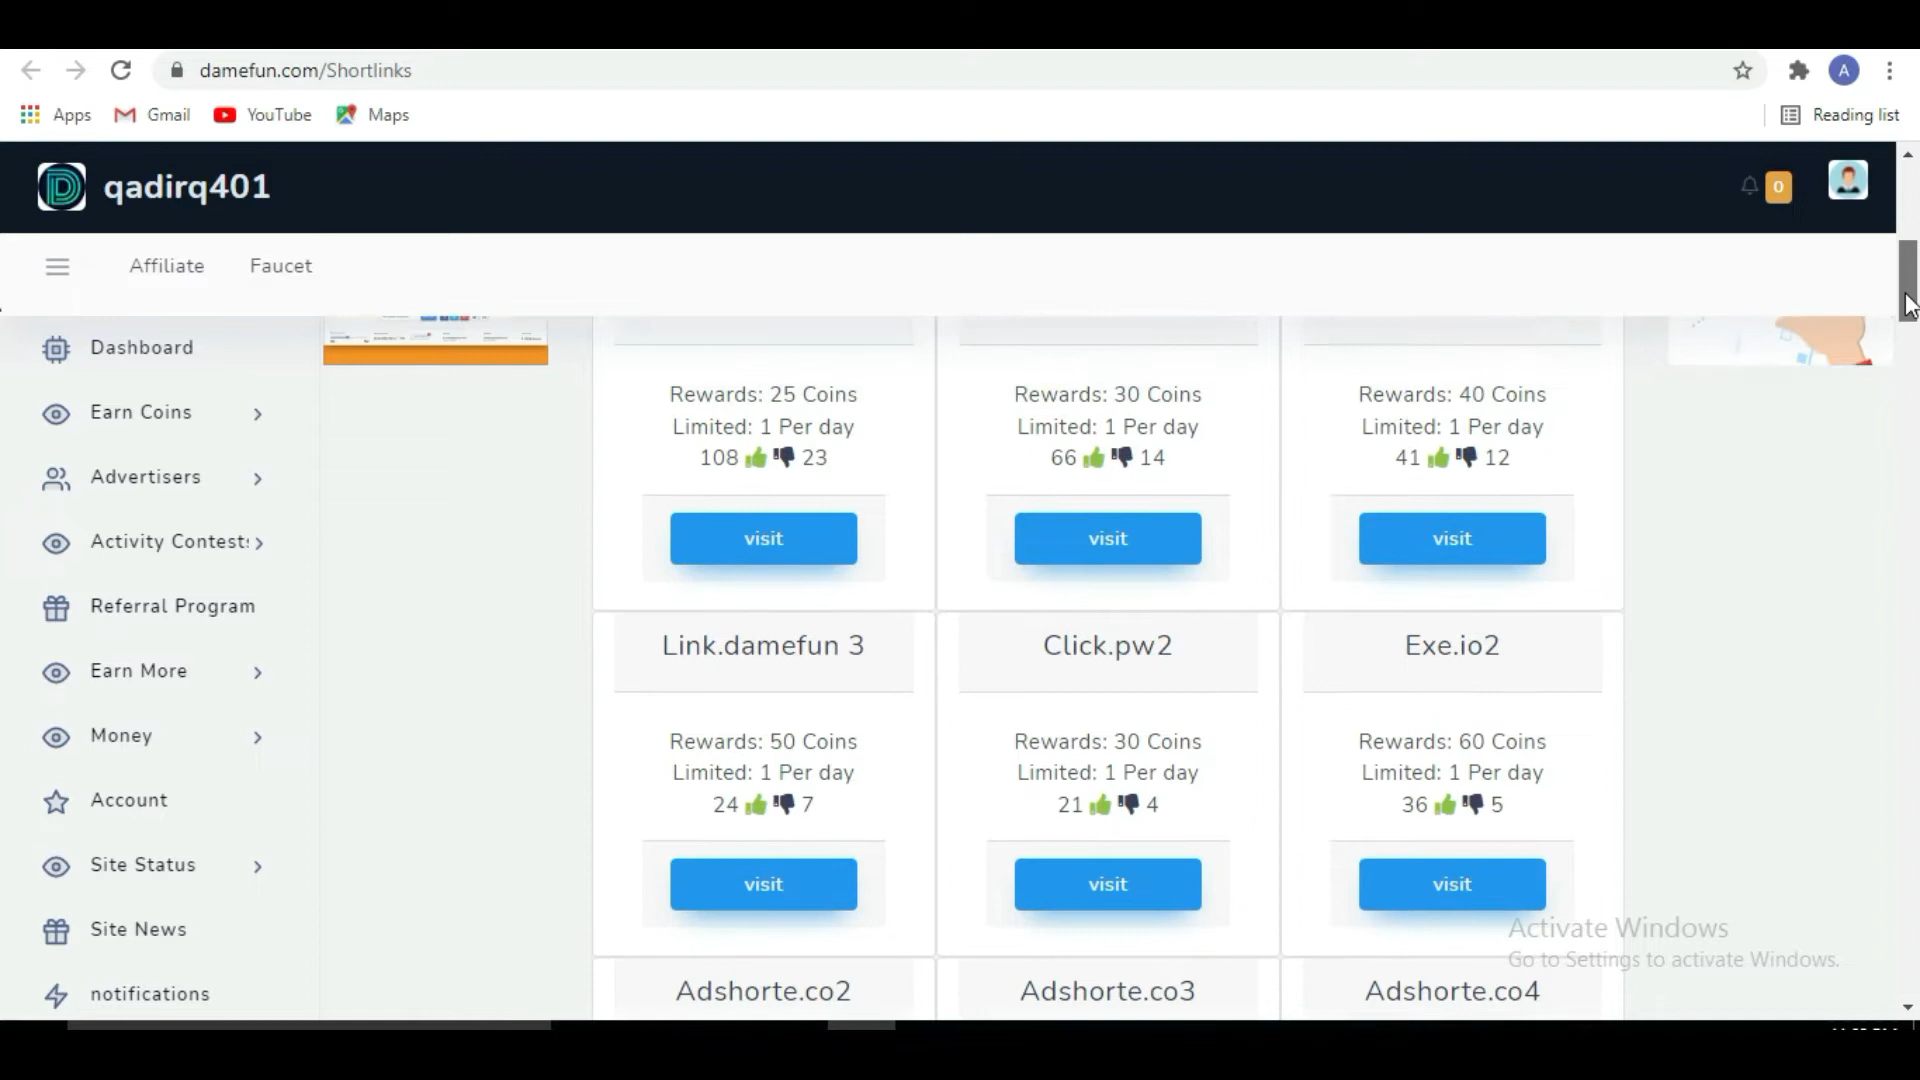 damefun.com/Shortlinks
A
Apps Gmail YouTube Maps Reading list
qadirq401
0
Affiliate Faucet
Dashboard
Earn Coins
Advertisers
Activity Contest
Referral Program
Earn More
Money
Account
Site Status
Site News
notifications
Rewards: 25 Coins
Limited: 1 Per day
108 23
visit
Rewards: 30 Coins
Limited: 1 Per day
66 14
visit
Rewards: 40 Coins
Limited: 1 Per day
41 12
visit
Link.damefun 3
Rewards: 50 Coins
Limited: 1 Per day
24 7
visit
Click.pw2
Rewards: 30 Coins
Limited: 1 Per day
21 4
visit
Exe.io2
Rewards: 60 Coins
Limited: 1 Per day
36 5
visit
Adshorte.co2
Adshorte.co3
Adshorte.co4
Activate Windows
Go to Settings to activate Windows.